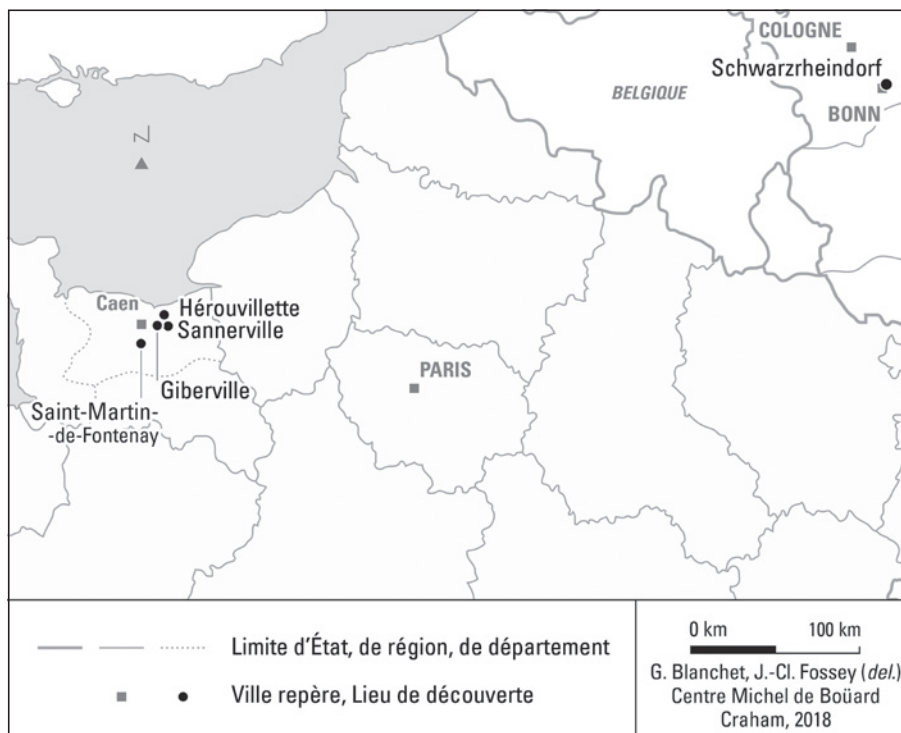 COLOGNE
Schwarzrheindorf
BELGIQUE
BONN
N
Caen
Hérouvillette
Sannerville
PARIS
Giberville
Saint-Martin-
-de-Fontenay
Limite d'État, de région, de département
Ville repère, Lieu de découverte
0 km 100 km
G. Blanchet, J.-Cl. Fossey (del.)
Centre Michel de Boüard
Craham, 2018